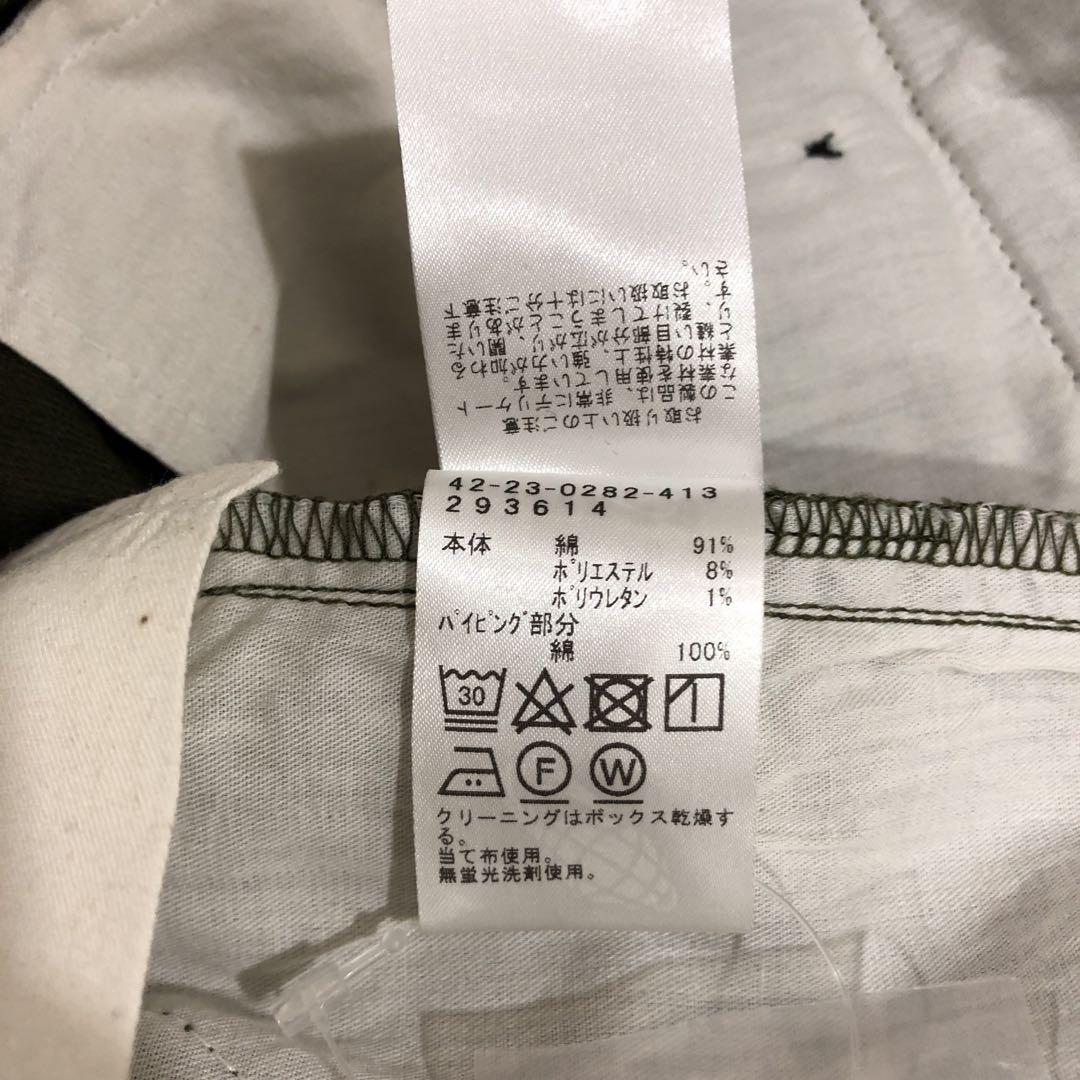 お取り扱い上のご注意
この製品は、非常にデリケート
な素材を使用しています。
素材の特性上、強い力が加わる
と縫い目部分が広がり、開いた
り、裂けてしまうことがありま
す。お取扱いには十分ご注意下
さい。
42-23-0282-413
293614
本体 綿 91%
ポリエステル 8%
ポリウレタン 1%
パイピング部分
綿 100%
30
F W
クリーニングはボックス乾燥す
る。
当て布使用。
無蛍光洗剤使用。